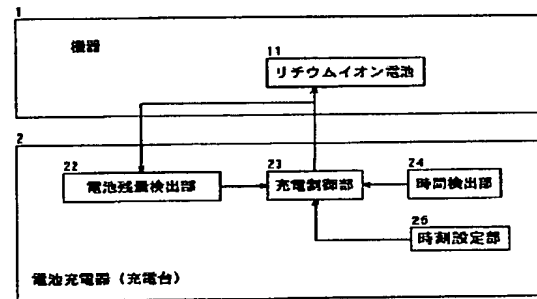 1
機器
11
リチウムイオン電池
2
22
電池残量検出部
23
充電制御部
24
時間検出部
25
時刻設定部
電池充電器（充電台）